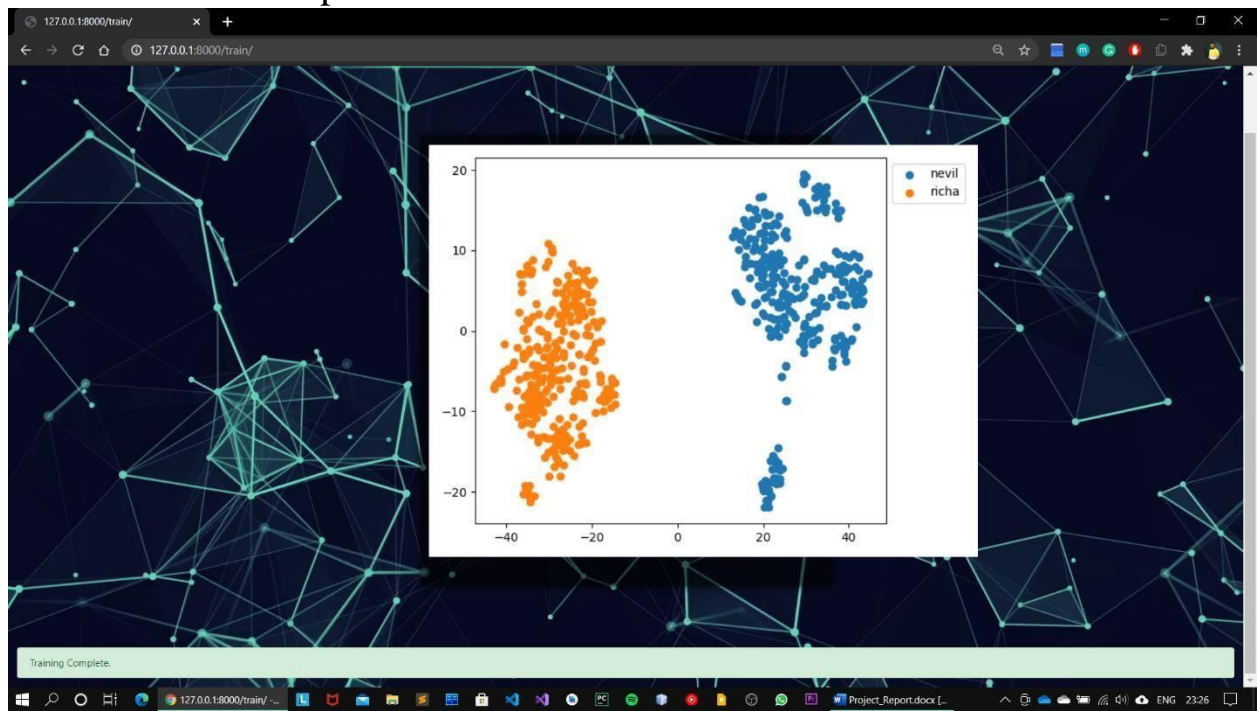 127.0.0.1:8000/train/
127.0.0.1:8000/train/
nevil
richa
20
10
0
−10
−20
−40 −20 0 20 40
Training Complete.
127.0.0.1:8000/train/ -...
Project_Report.docx [...
ENG 23:26